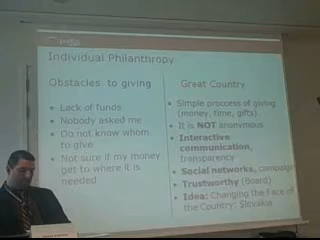 Individual Philanthropy
Obstacles to giving
Lack of funds
Nobody asked me
Do not know whom
to give
Not sure if my money
get to where it is
needed
Great Country
Simple proccess of giving
(money, time, gifts)
It is NOT anonymous
Interactive
communication,
transparency
Social networks, campaign
Trustworthy (Board)
Idea: Changing the Face of
the Country: Slovakia